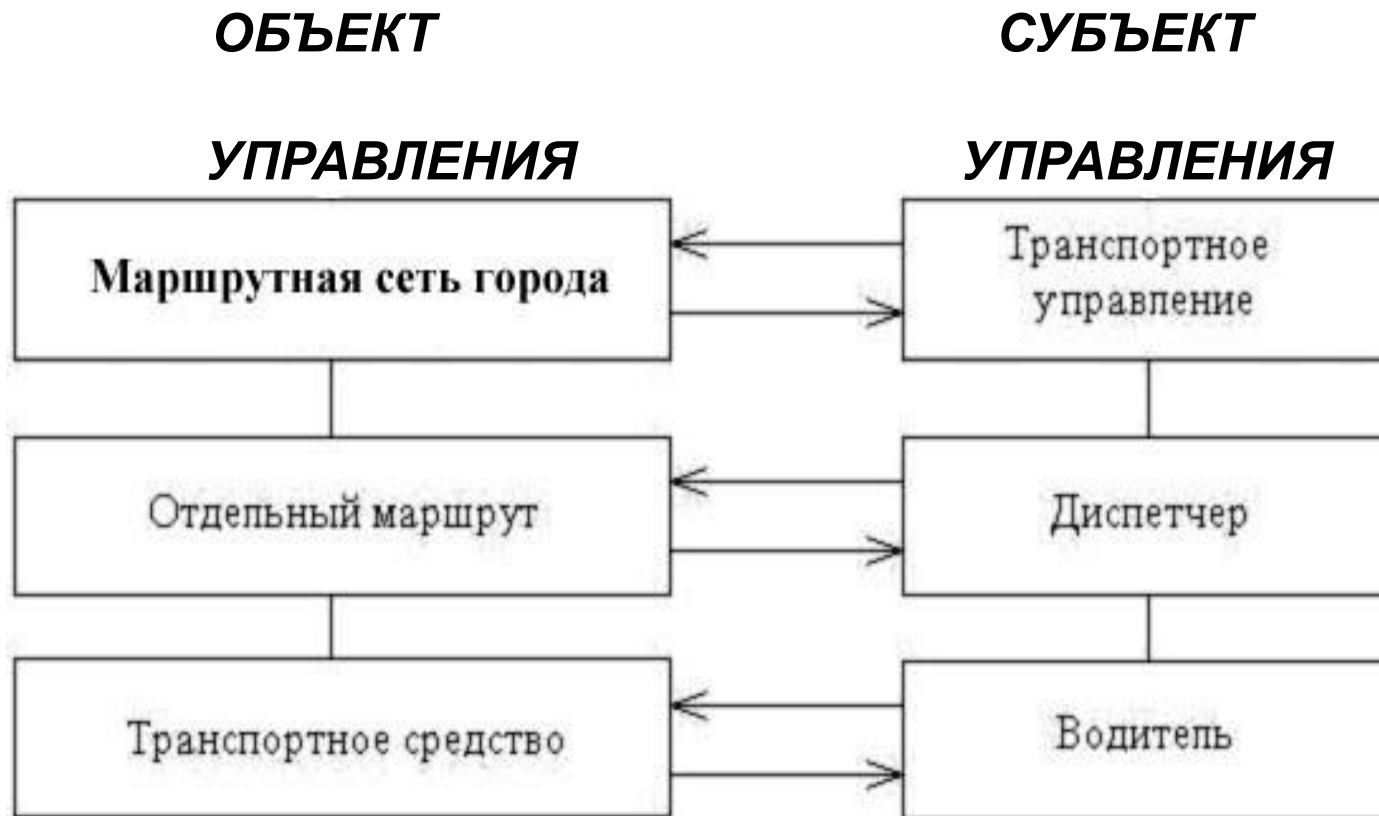 ОБЪЕКТ
УПРАВЛЕНИЯ
СУБЪЕКТ
УПРАВЛЕНИЯ
Маршрутная сеть города
Транспортное
управление
Отдельный маршрут
Диспетчер
Транспортное средство
Водитель